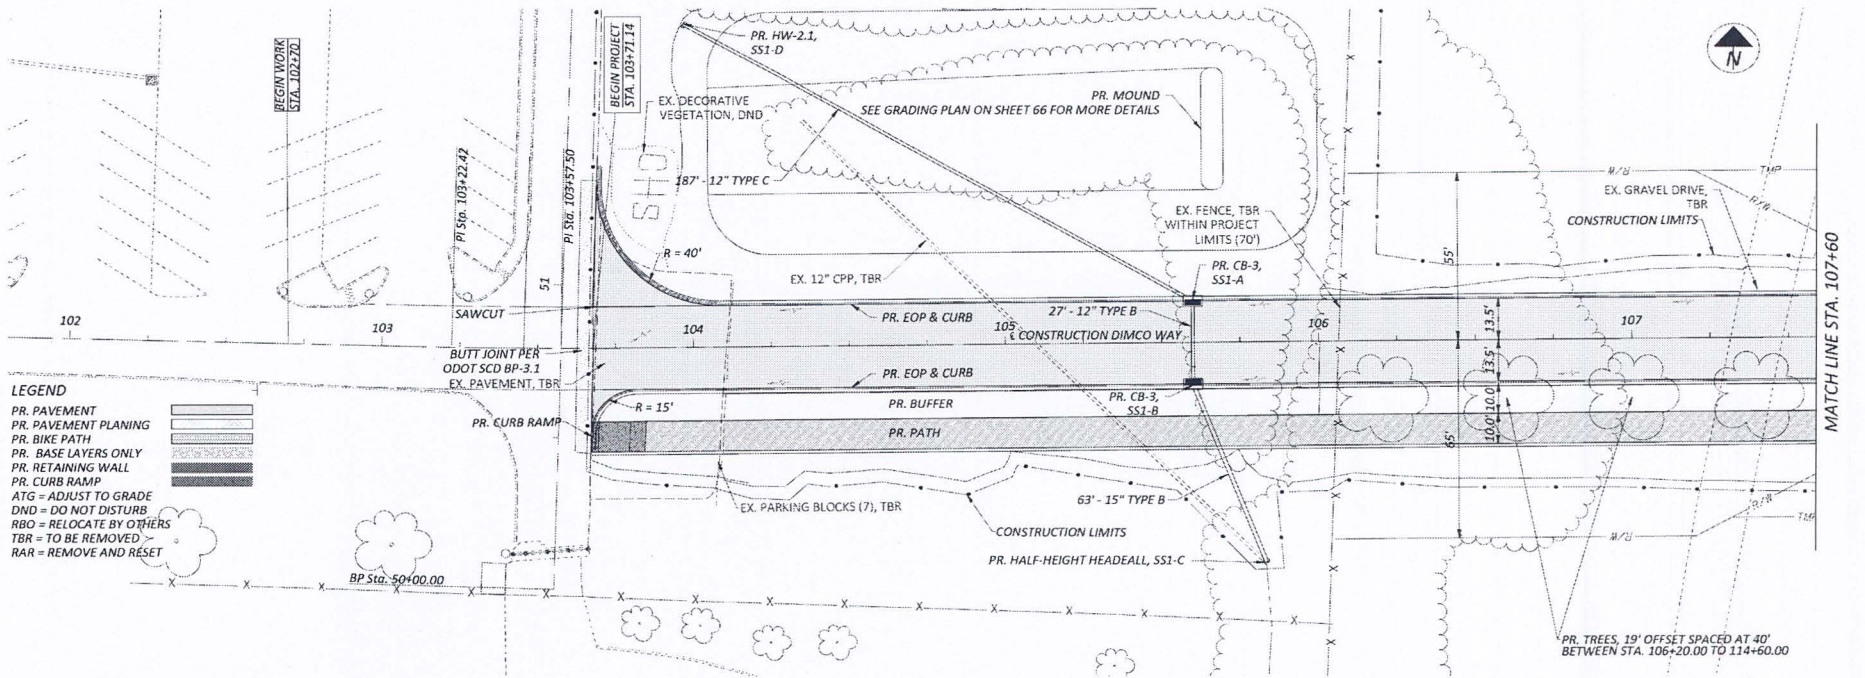 BEGIN WORK
STA. 102+70
BEGIN PROJECT
STA. 103+71.14
PR. HW-2.1,
SS1-D
N
EX. DECORATIVE
VEGETATION, DND
PR. MOUND
SEE GRADING PLAN ON SHEET 66 FOR MORE DETAILS
PI Sta. 103+22.42
PI Sta. 103+57.50
OHS
187' - 12" TYPE C
R/W
TMP
EX. GRAVEL DRIVE,
TBR
R/W
CONSTRUCTION LIMITS
EX. FENCE, TBR
WITHIN PROJECT
LIMITS (70')
R = 40'
EX. 12" CPP, TBR
PR. CB-3,
SS1-A
55'
MATCH LINE STA. 107+60
51
SAWCUT
102
103
104
105
106
107
PR. EOP & CURB
27' - 12" TYPE B
℄ CONSTRUCTION DIMCO WAY
13.5'
13.5'
BUTT JOINT PER
ODOT SCD BP-3.1
EX. PAVEMENT, TBR
PR. EOP & CURB
PR. CB-3,
SS1-B
R = 15'
PR. BUFFER
10.0'
PR. CURB RAMP
PR. PATH
10.0'
65'
LEGEND
PR. PAVEMENT
PR. PAVEMENT PLANING
PR. BIKE PATH
PR. BASE LAYERS ONLY
PR. RETAINING WALL
PR. CURB RAMP
ATG = ADJUST TO GRADE
DND = DO NOT DISTURB
RBO = RELOCATE BY OTHERS
TBR = TO BE REMOVED
RAR = REMOVE AND RESET
EX. PARKING BLOCKS (7), TBR
63' - 15" TYPE B
R/W
TMP
CONSTRUCTION LIMITS
R/W
PR. HALF-HEIGHT HEADEALL, SS1-C
BP Sta. 50+00.00
PR. TREES, 19' OFFSET SPACED AT 40'
BETWEEN STA. 106+20.00 TO 114+60.00